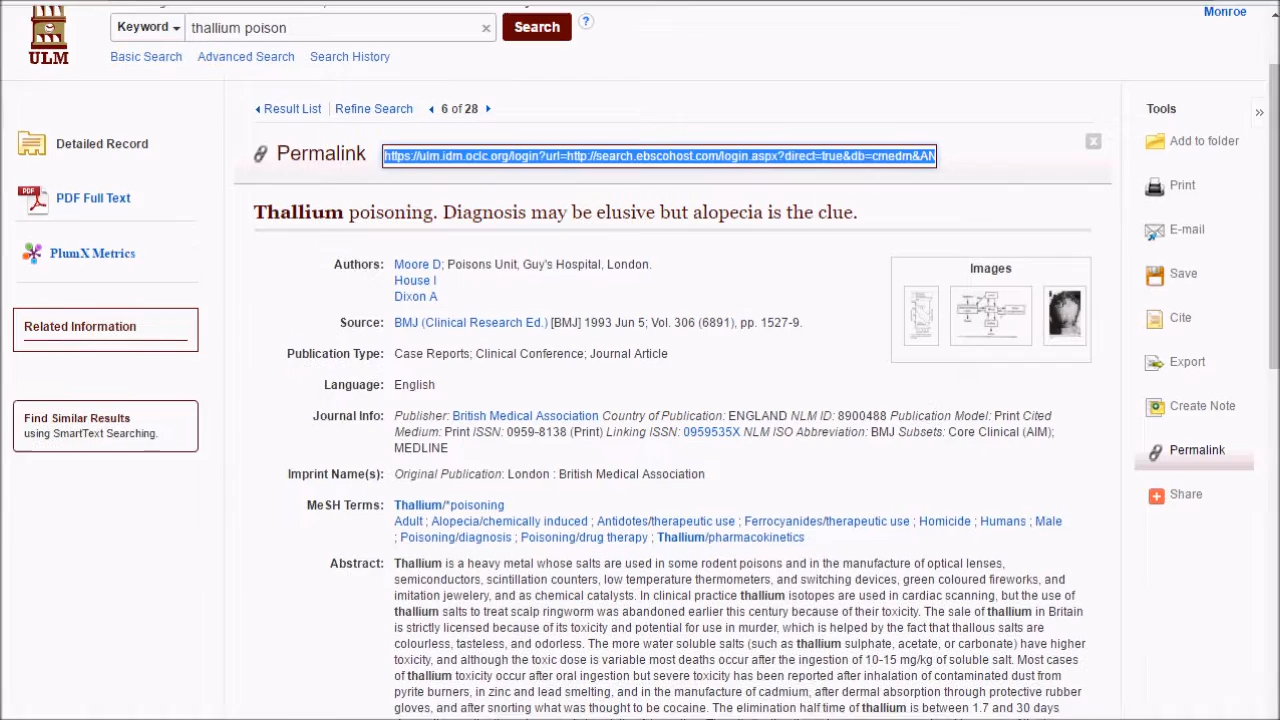 Monroe
Keyword
thallium poison
Search
?
ULM
Basic Search
Advanced Search
Search History
Result List
Refine Search
6 of 28
Tools
Detailed Record
Add to folder
Permalink
https://ulm.idm.oclc.org/login?url=http://search.ebscohost.com/login.aspx?direct=true&db=cmedm&AN
Print
PDF
PDF Full Text
Thallium poisoning. Diagnosis may be elusive but alopecia is the clue.
E-mail
PlumX Metrics
Authors: Moore D; Poisons Unit, Guy's Hospital, London.
House I
Dixon A
Images
Save
Related Information
Source: BMJ (Clinical Research Ed.) [BMJ] 1993 Jun 5; Vol. 306 (6891), pp. 1527-9.
Cite
Publication Type: Case Reports; Clinical Conference; Journal Article
Export
Language: English
Find Similar Results
using SmartText Searching.
Journal Info: Publisher: British Medical Association Country of Publication: ENGLAND NLM ID: 8900488 Publication Model: Print Cited
Medium: Print ISSN: 0959-8138 (Print) Linking ISSN: 0959535X NLM ISO Abbreviation: BMJ Subsets: Core Clinical (AIM);
MEDLINE
Create Note
Permalink
Imprint Name(s): Original Publication: London : British Medical Association
Share
MeSH Terms: Thallium/*poisoning
Adult ; Alopecia/chemically induced ; Antidotes/therapeutic use ; Ferrocyanides/therapeutic use ; Homicide ; Humans ; Male
; Poisoning/diagnosis ; Poisoning/drug therapy ; Thallium/pharmacokinetics
Abstract: Thallium is a heavy metal whose salts are used in some rodent poisons and in the manufacture of optical lenses,
semiconductors, scintillation counters, low temperature thermometers, and switching devices, green coloured fireworks, and
imitation jewelery, and as chemical catalysts. In clinical practice thallium isotopes are used in cardiac scanning, but the use of
thallium salts to treat scalp ringworm was abandoned earlier this century because of their toxicity. The sale of thallium in Britain
is strictly licensed because of its toxicity and potential for use in murder, which is helped by the fact that thallous salts are
colourless, tasteless, and odorless. The more water soluble salts (such as thallium sulphate, acetate, or carbonate) have higher
toxicity, and although the toxic dose is variable most deaths occur after the ingestion of 10-15 mg/kg of soluble salt. Most cases
of thallium toxicity occur after oral ingestion but severe toxicity has been reported after inhalation of contaminated dust from
pyrite burners, in zinc and lead smelting, and in the manufacture of cadmium, after dermal absorption through protective rubber
gloves, and after snorting what was thought to be cocaine. The elimination half time of thallium is between 1.7 and 30 days